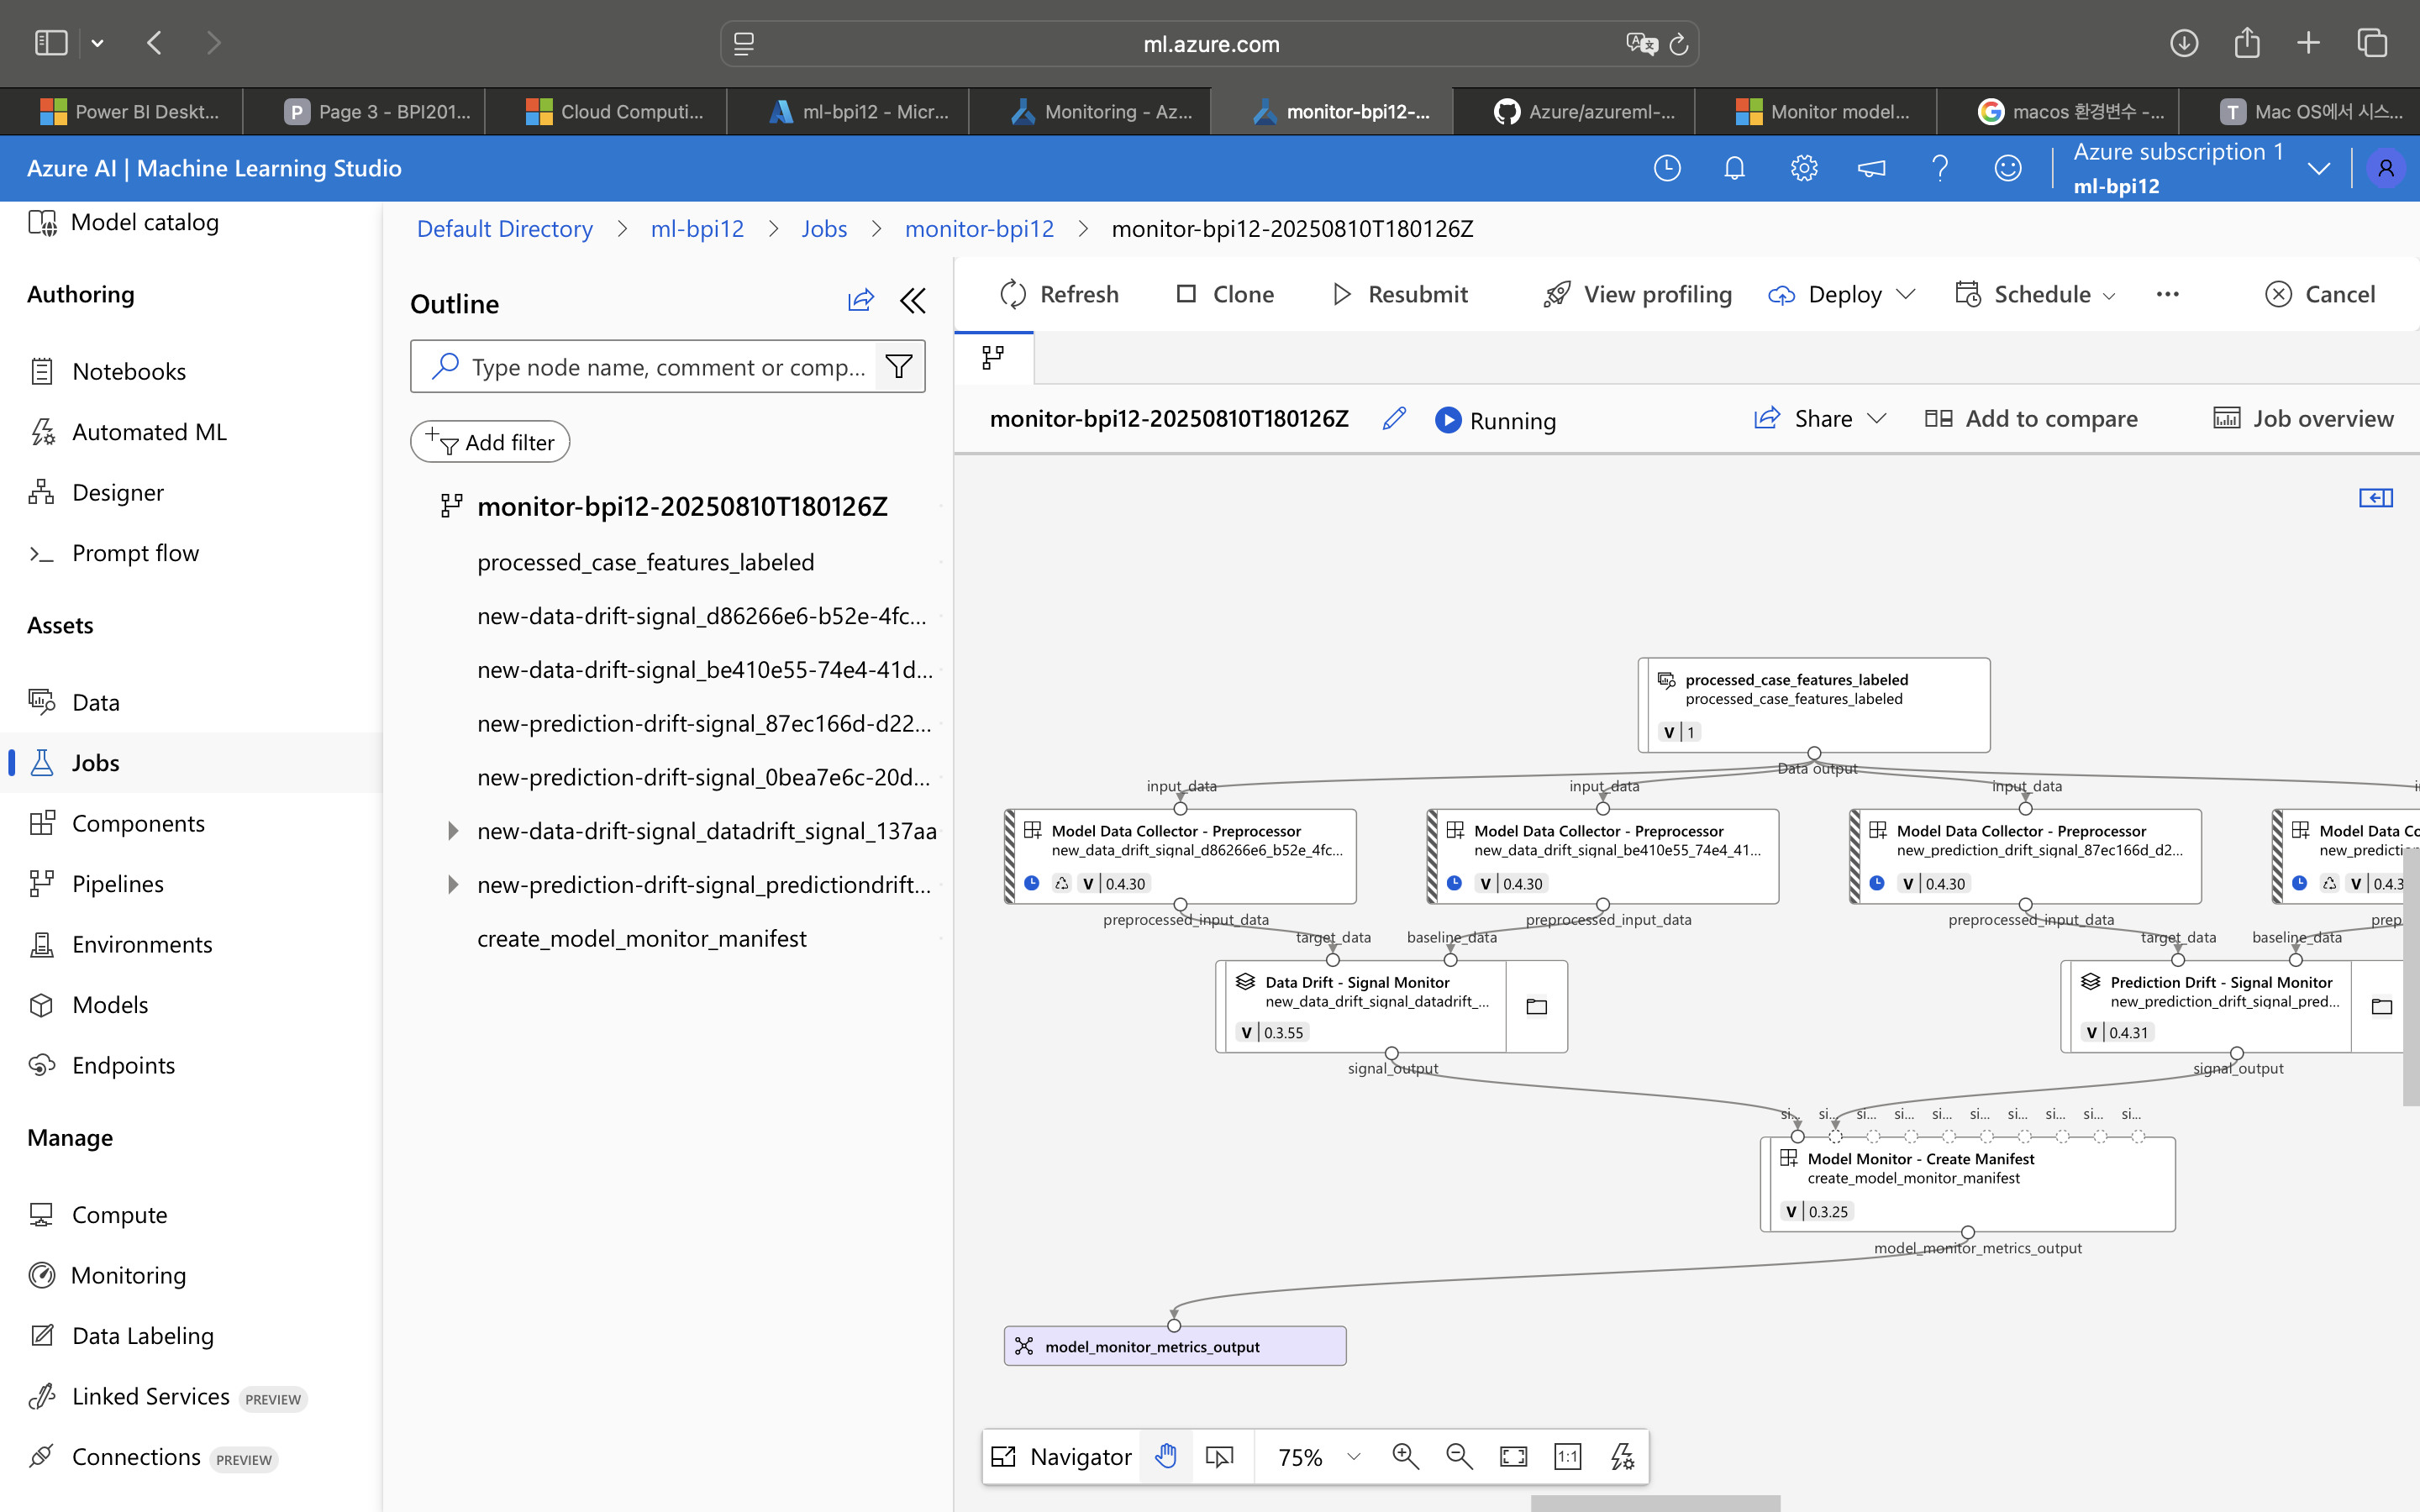 ml.azure.com
Power BI Deskt...
Page 3 - BPI201...
Cloud Computi...
ml-bpi12 - Micr...
Monitoring - Az...
monitor-bpi12-...
Azure/azureml-...
Monitor model...
macos 환경변수 -...
Mac OS에서 시스...
Azure AI | Machine Learning Studio
Azure subscription 1
ml-bpi12
Model catalog
Authoring
Notebooks
Automated ML
Designer
Prompt flow
Assets
Data
Jobs
Components
Pipelines
Environments
Models
Endpoints
Manage
Compute
Monitoring
Data Labeling
Linked Services PREVIEW
Connections PREVIEW
Default Directory > ml-bpi12 > Jobs > monitor-bpi12 > monitor-bpi12-20250810T180126Z
Outline
Type node name, comment or comp...
Add filter
monitor-bpi12-20250810T180126Z
processed_case_features_labeled
new-data-drift-signal_d86266e6-b52e-4fc...
new-data-drift-signal_be410e55-74e4-41d...
new-prediction-drift-signal_87ec166d-d22...
new-prediction-drift-signal_0bea7e6c-20d...
new-data-drift-signal_datadrift_signal_137aa
new-prediction-drift-signal_predictiondrift...
create_model_monitor_manifest
Refresh
Clone
Resubmit
View profiling
Deploy
Schedule
Cancel
monitor-bpi12-20250810T180126Z
Running
Share
Add to compare
Job overview
processed_case_features_labeled
processed_case_features_labeled
V | 1
Data output
input_data
input_data
input_data
Model Data Collector - Preprocessor
new_data_drift_signal_d86266e6_b52e_4fc...
V | 0.4.30
Model Data Collector - Preprocessor
new_data_drift_signal_be410e55_74e4_41...
V | 0.4.30
Model Data Collector - Preprocessor
new_prediction_drift_signal_87ec166d_d2...
V | 0.4.30
Model Data Co
new_predictio
V | 0.4.3
preprocessed_input_data
preprocessed_input_data
preprocessed_input_data
prep
target_data
baseline_data
target_data
baseline_data
Data Drift - Signal Monitor
new_data_drift_signal_datadrift_...
V | 0.3.55
Prediction Drift - Signal Monitor
new_prediction_drift_signal_pred...
V | 0.4.31
signal_output
signal_output
si... si... si... si... si... si... si... si... si... si...
Model Monitor - Create Manifest
create_model_monitor_manifest
V | 0.3.25
model_monitor_metrics_output
model_monitor_metrics_output
Navigator
75%
1:1